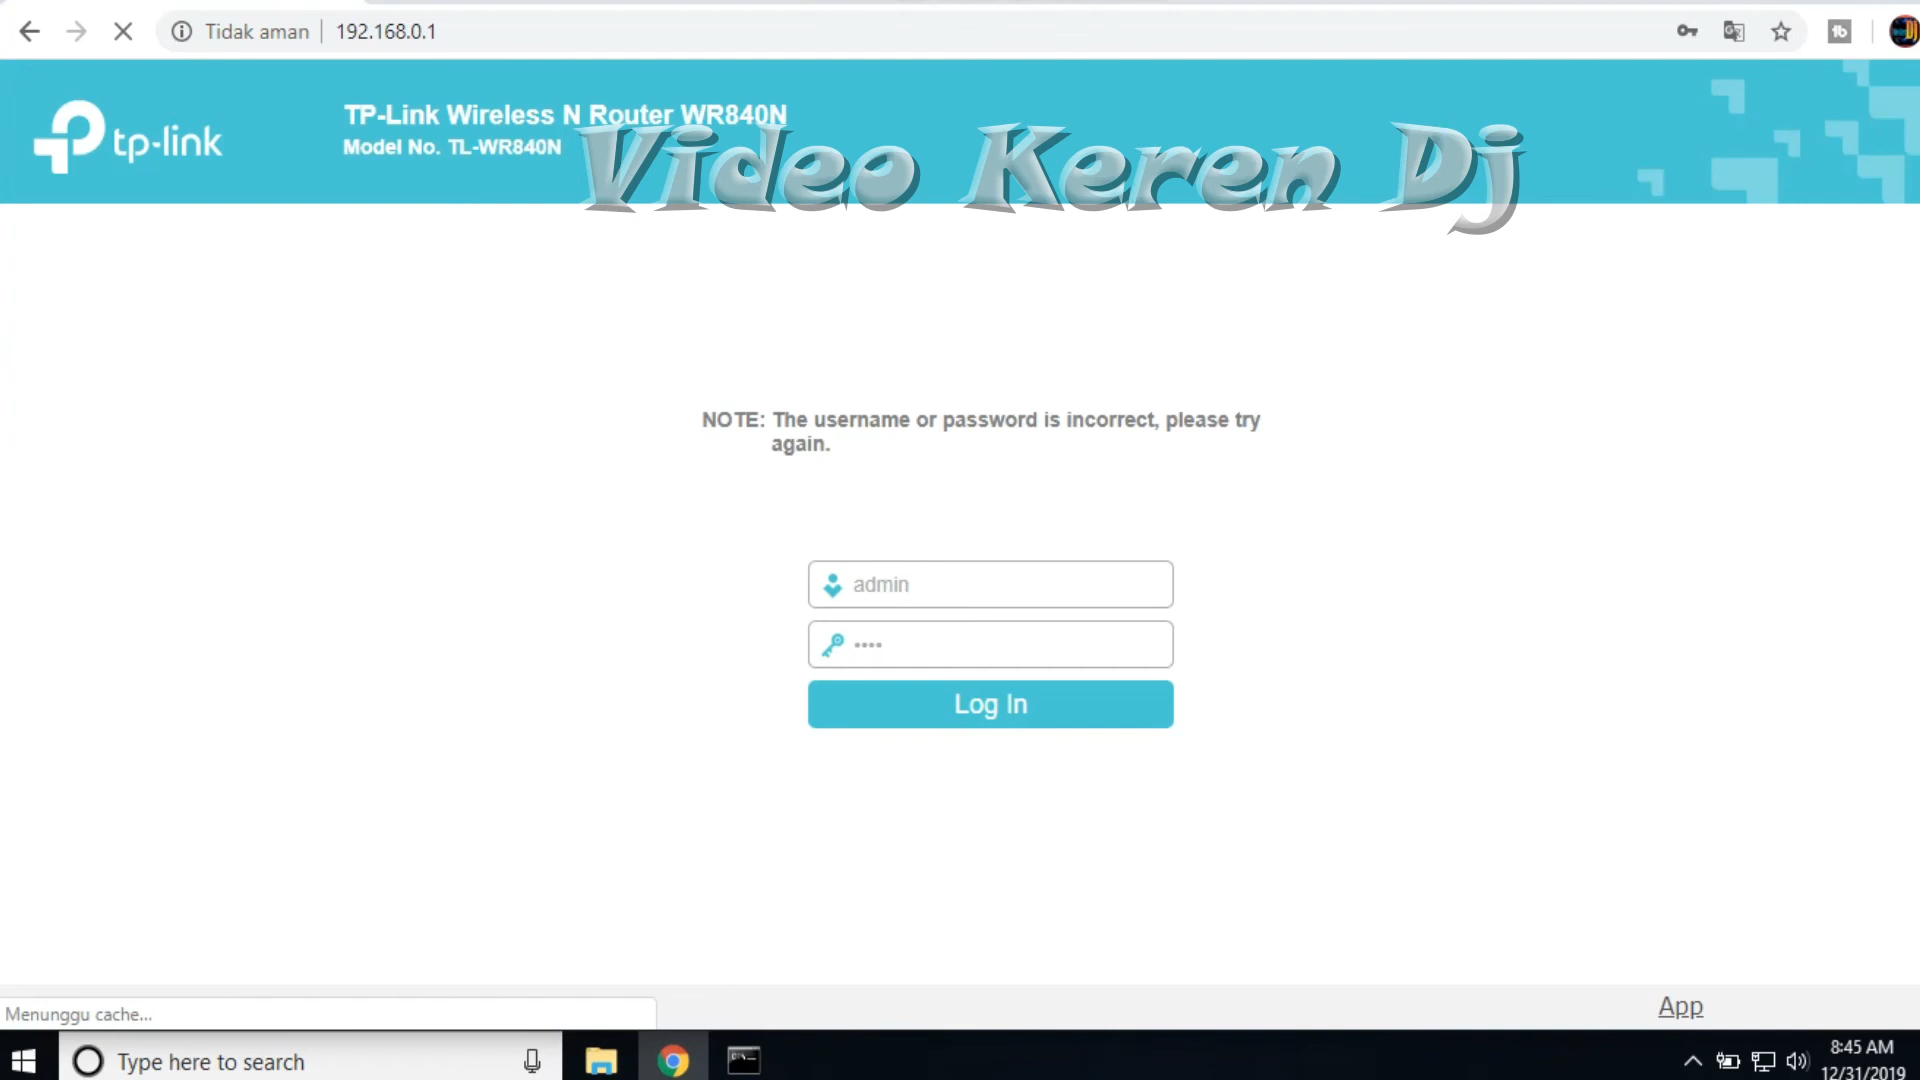 Tidak aman
192.168.0.1
tp-link
TP-Link Wireless N Router WR840N
Model No. TL-WR840N
Video Keren Dj
NOTE: The username or password is incorrect, please try
again.
admin
Log In
App
Menunggu cache...
Type here to search
8:45 AM
12/31/2019